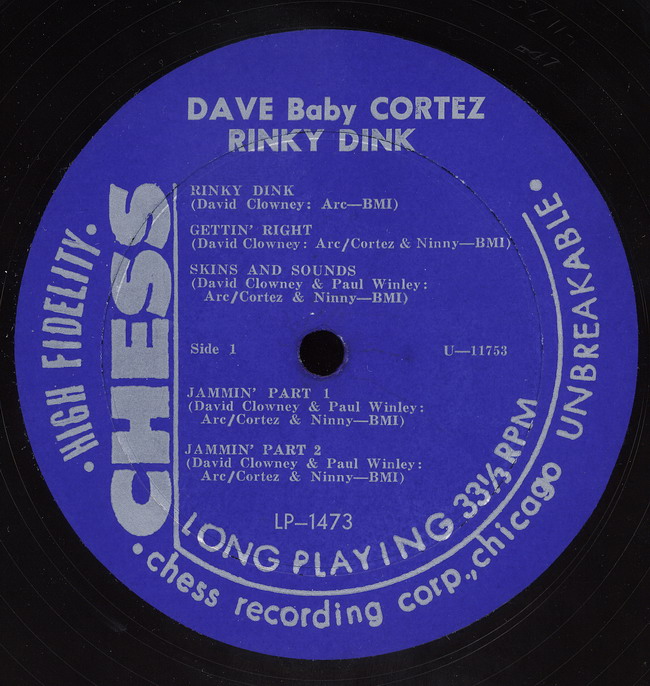 DAVE Baby CORTEZ
RINKY DINK
RINKY DINK
(David Clowney: Arc—BMI)
GETTIN' RIGHT
(David Clowney: Arc/Cortez & Ninny—BMI)
SKINS AND SOUNDS
(David Clowney & Paul Winley:
Arc/Cortez & Ninny—BMI)
Side 1
U—11753
JAMMIN' PART 1
(David Clowney & Paul Winley:
Arc/Cortez & Ninny—BMI)
JAMMIN' PART 2
(David Clowney & Paul Winley:
Arc/Cortez & Ninny—BMI)
LP—1473
CHESS
• HIGH FIDELITY •
LONG PLAYING 33⅓ RPM
• chess recording corp., chicago UNBREAKABLE •